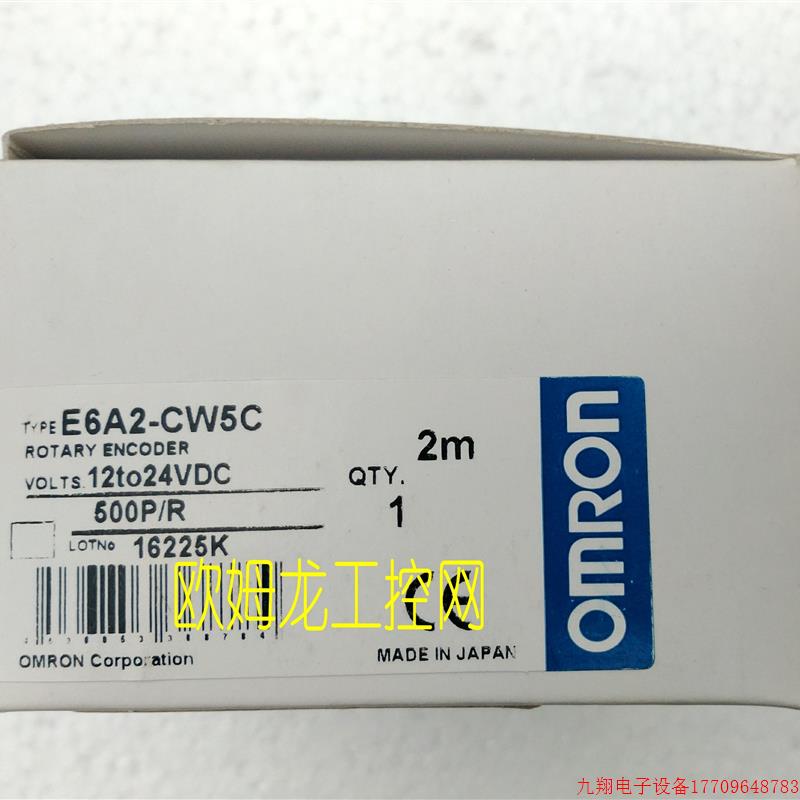 TYPE E6A2-CW5C
ROTARY ENCODER
VOLTS. 12to24VDC
500P/R
LOTNo 16225K
2m
QTY.
1
欧姆龙工控网
CE
OMRON Corporation
MADE IN JAPAN
OMRON
九翔电子设备17709648783